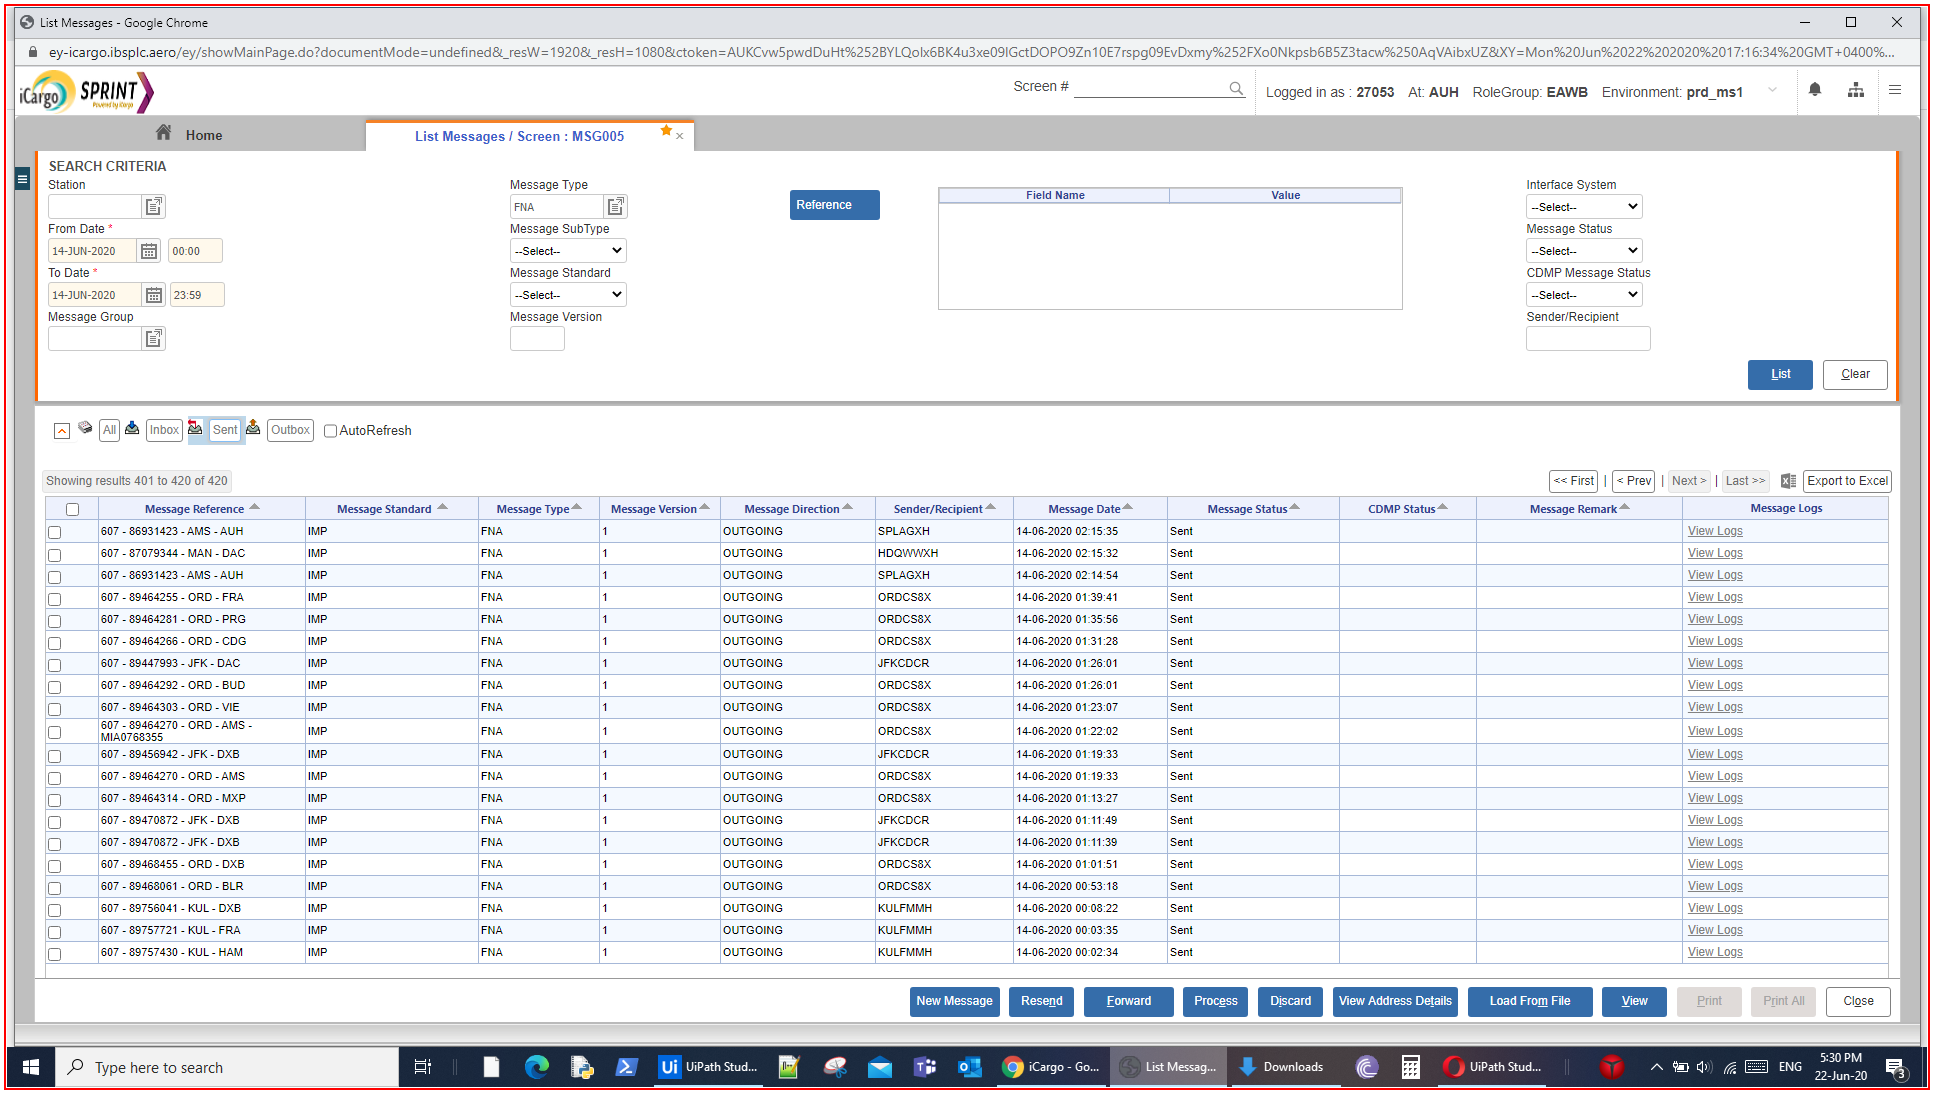 List Messages - Google Chrome
ey-icargo.ibsplc.aero/ey/showMainPage.do?documentMode=undefined&_resW=1920&_resH=1080&ctoken=AUKCvw5pwdDuHt%252BYLQolx6BK4u3xe09IGctDOPO9Zn10E7rspg09EvDxmy%252FXo0Nkpsb6B5Z3tacw%250AqVAibxUZ&XY=Mon%20Jun%2022%202020%2017:16:34%20GMT+0400%...
iCargo SPRINT Powered by iCargo
Screen #
Logged in as : 27053 At: AUH RoleGroup: EAWB Environment: prd_ms1
Home
List Messages / Screen : MSG005
SEARCH CRITERIA
Station
Message Type
Interface System
FNA
Reference
Field Name Value
--Select--
From Date *
Message SubType
Message Status
14-JUN-2020 00:00
--Select--
--Select--
To Date *
Message Standard
CDMP Message Status
14-JUN-2020 23:59
--Select--
--Select--
Message Group
Message Version
Sender/Recipient
List Clear
All Inbox Sent Outbox AutoRefresh
Showing results 401 to 420 of 420
<< First | < Prev | Next > | Last >> Export to Excel
Message Reference Message Standard Message Type Message Version Message Direction Sender/Recipient Message Date Message Status CDMP Status Message Remark Message Logs
607 - 86931423 - AMS - AUH IMP FNA 1 OUTGOING SPLAGXH 14-06-2020 02:15:35 Sent View Logs
607 - 87079344 - MAN - DAC IMP FNA 1 OUTGOING HDQWWXH 14-06-2020 02:15:32 Sent View Logs
607 - 86931423 - AMS - AUH IMP FNA 1 OUTGOING SPLAGXH 14-06-2020 02:14:54 Sent View Logs
607 - 89464255 - ORD - FRA IMP FNA 1 OUTGOING ORDCS8X 14-06-2020 01:39:41 Sent View Logs
607 - 89464281 - ORD - PRG IMP FNA 1 OUTGOING ORDCS8X 14-06-2020 01:35:56 Sent View Logs
607 - 89464266 - ORD - CDG IMP FNA 1 OUTGOING ORDCS8X 14-06-2020 01:31:28 Sent View Logs
607 - 89447993 - JFK - DAC IMP FNA 1 OUTGOING JFKCDCR 14-06-2020 01:26:01 Sent View Logs
607 - 89464292 - ORD - BUD IMP FNA 1 OUTGOING ORDCS8X 14-06-2020 01:26:01 Sent View Logs
607 - 89464303 - ORD - VIE IMP FNA 1 OUTGOING ORDCS8X 14-06-2020 01:23:07 Sent View Logs
607 - 89464270 - ORD - AMS -
MIA0768355 IMP FNA 1 OUTGOING ORDCS8X 14-06-2020 01:22:02 Sent View Logs
607 - 89456942 - JFK - DXB IMP FNA 1 OUTGOING JFKCDCR 14-06-2020 01:19:33 Sent View Logs
607 - 89464270 - ORD - AMS IMP FNA 1 OUTGOING ORDCS8X 14-06-2020 01:19:33 Sent View Logs
607 - 89464314 - ORD - MXP IMP FNA 1 OUTGOING ORDCS8X 14-06-2020 01:13:27 Sent View Logs
607 - 89470872 - JFK - DXB IMP FNA 1 OUTGOING JFKCDCR 14-06-2020 01:11:49 Sent View Logs
607 - 89470872 - JFK - DXB IMP FNA 1 OUTGOING JFKCDCR 14-06-2020 01:11:39 Sent View Logs
607 - 89468455 - ORD - DXB IMP FNA 1 OUTGOING ORDCS8X 14-06-2020 01:01:51 Sent View Logs
607 - 89468061 - ORD - BLR IMP FNA 1 OUTGOING ORDCS8X 14-06-2020 00:53:18 Sent View Logs
607 - 89756041 - KUL - DXB IMP FNA 1 OUTGOING KULFMMH 14-06-2020 00:08:22 Sent View Logs
607 - 89757721 - KUL - FRA IMP FNA 1 OUTGOING KULFMMH 14-06-2020 00:03:35 Sent View Logs
607 - 89757430 - KUL - HAM IMP FNA 1 OUTGOING KULFMMH 14-06-2020 00:02:34 Sent View Logs
New Message Resend Forward Process Discard View Address Details Load From File View Print Print All Close
Type here to search
Ui UiPath Stud...
iCargo - Go...
List Messag...
Downloads
UiPath Stud...
ENG
5:30 PM
22-Jun-20
3